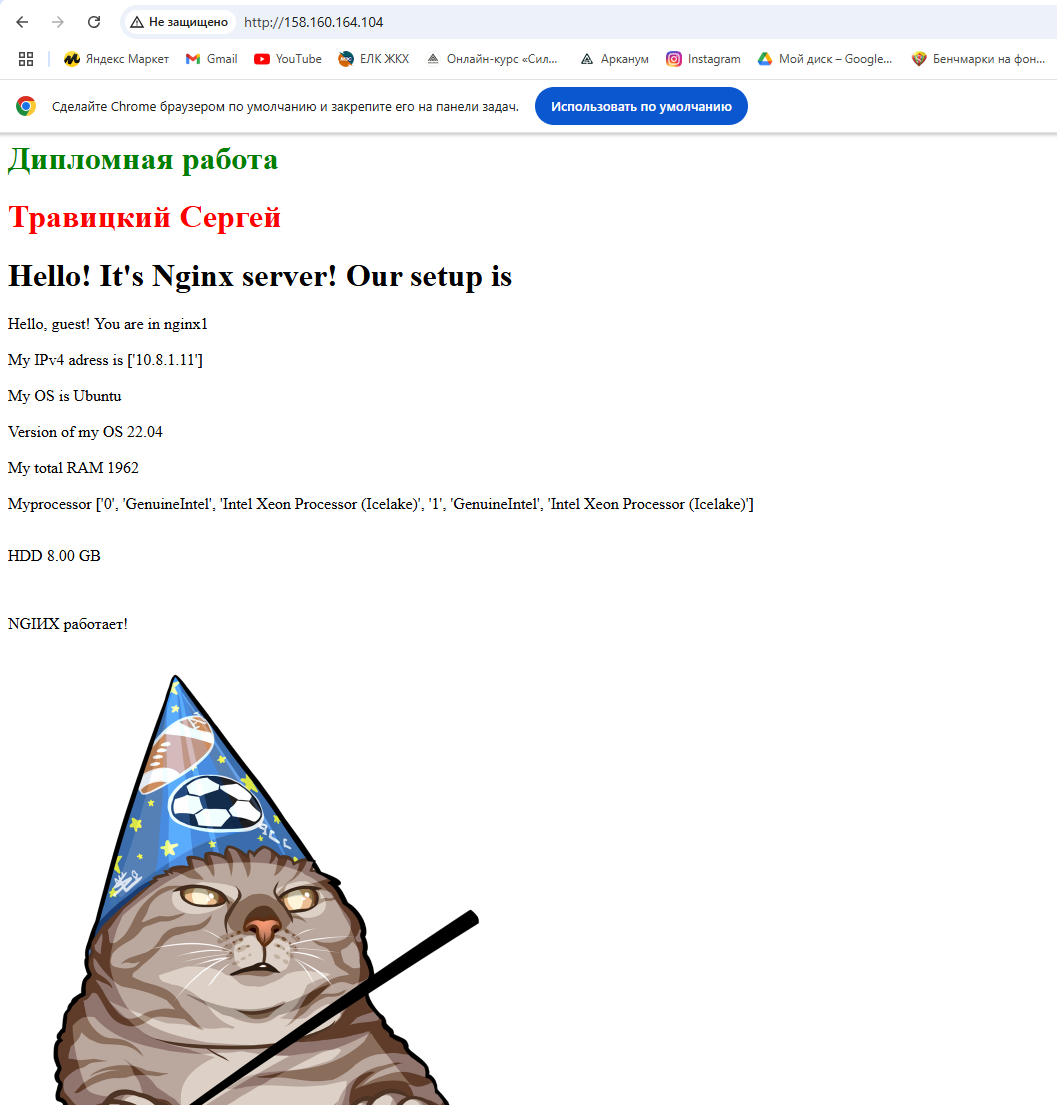 Не защищено http://158.160.164.104
Яндекс Маркет Gmail YouTube ЕЛК ЖКХ Онлайн-курс «Сил... Арканум Instagram Мой диск – Google... Бенчмарки на фон...
Сделайте Chrome браузером по умолчанию и закрепите его на панели задач. Использовать по умолчанию
Дипломная работа
Травицкий Сергей
Hello! It's Nginx server! Our setup is
Hello, guest! You are in nginx1
My IPv4 adress is ['10.8.1.11']
My OS is Ubuntu
Version of my OS 22.04
My total RAM 1962
Myprocessor ['0', 'GenuineIntel', 'Intel Xeon Processor (Icelake)', '1', 'GenuineIntel', 'Intel Xeon Processor (Icelake)']
HDD 8.00 GB
NGIИX работает!